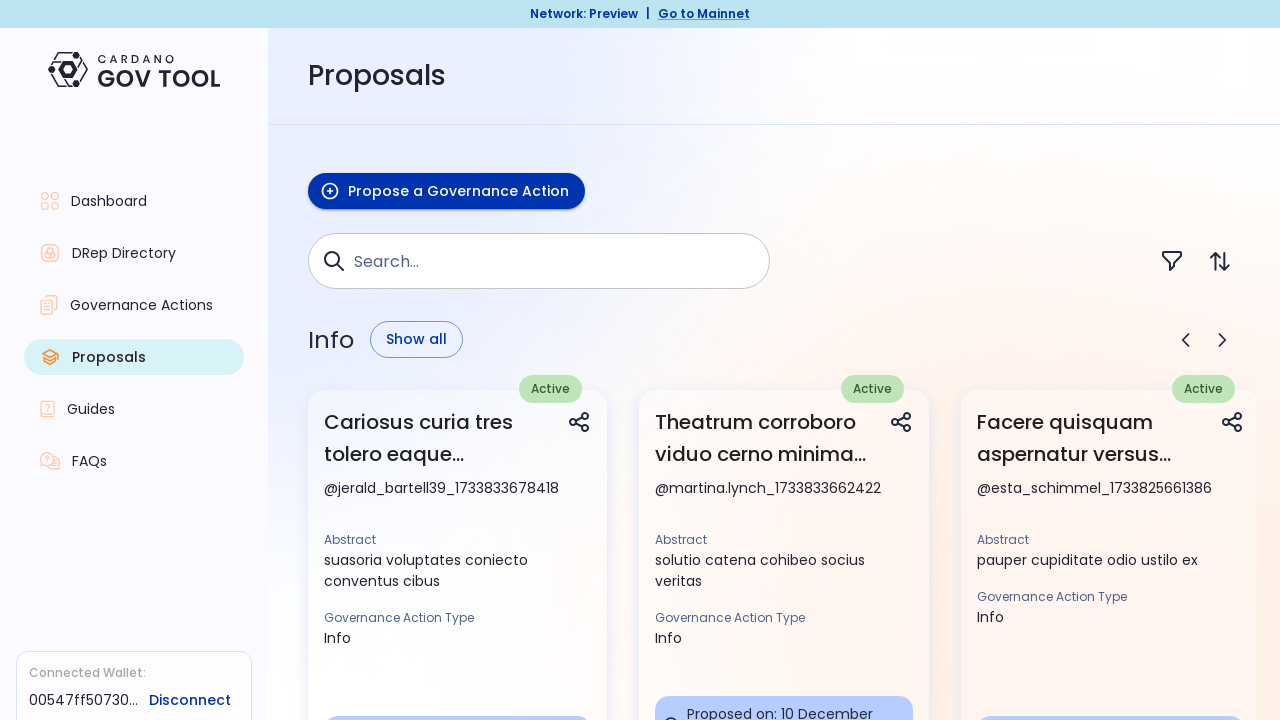 Network: Preview | Go to Mainnet
CARDANO
GOV TOOL
Proposals
Dashboard
DRep Directory
Governance Actions
Proposals
Guides
FAQs
Connected Wallet:
00547ff50730... Disconnect
Propose a Governance Action
Search...
Info Show all
Active
Cariosus curia tres
tolero eaque...
@jerald_bartell39_1733833678418
Abstract
suasoria voluptates coniecto
conventus cibus
Governance Action Type
Info
Active
Theatrum corroboro
viduo cerno minima...
@martina.lynch_1733833662422
Abstract
solutio catena cohibeo socius
veritas
Governance Action Type
Info
Proposed on: 10 December
Active
Facere quisquam
aspernatur versus...
@esta_schimmel_1733825661386
Abstract
pauper cupiditate odio ustilo ex
Governance Action Type
Info